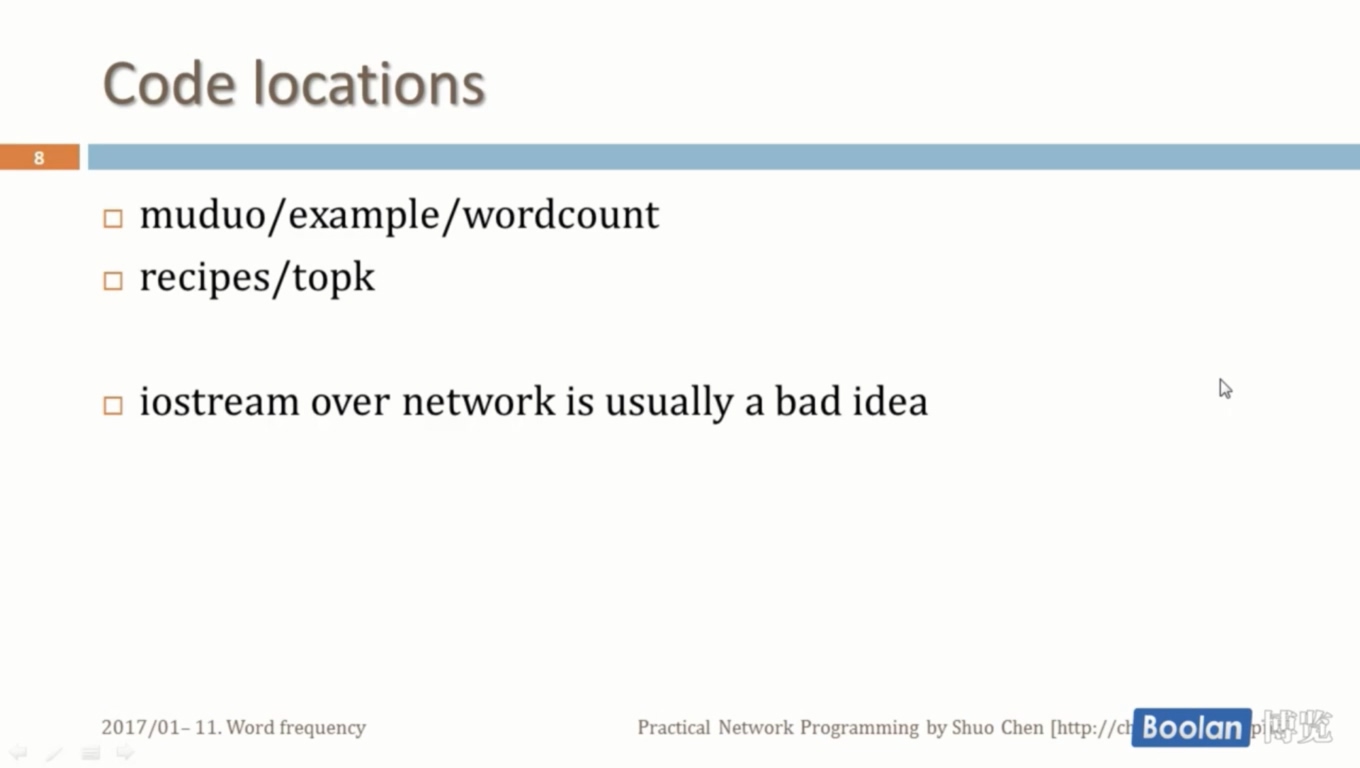 Code locations
8
muduo/example/wordcount
recipes/topk
iostream over network is usually a bad idea
2017/01– 11. Word frequency
Practical Network Programming by Shuo Chen [http://ch
Boolan 博览